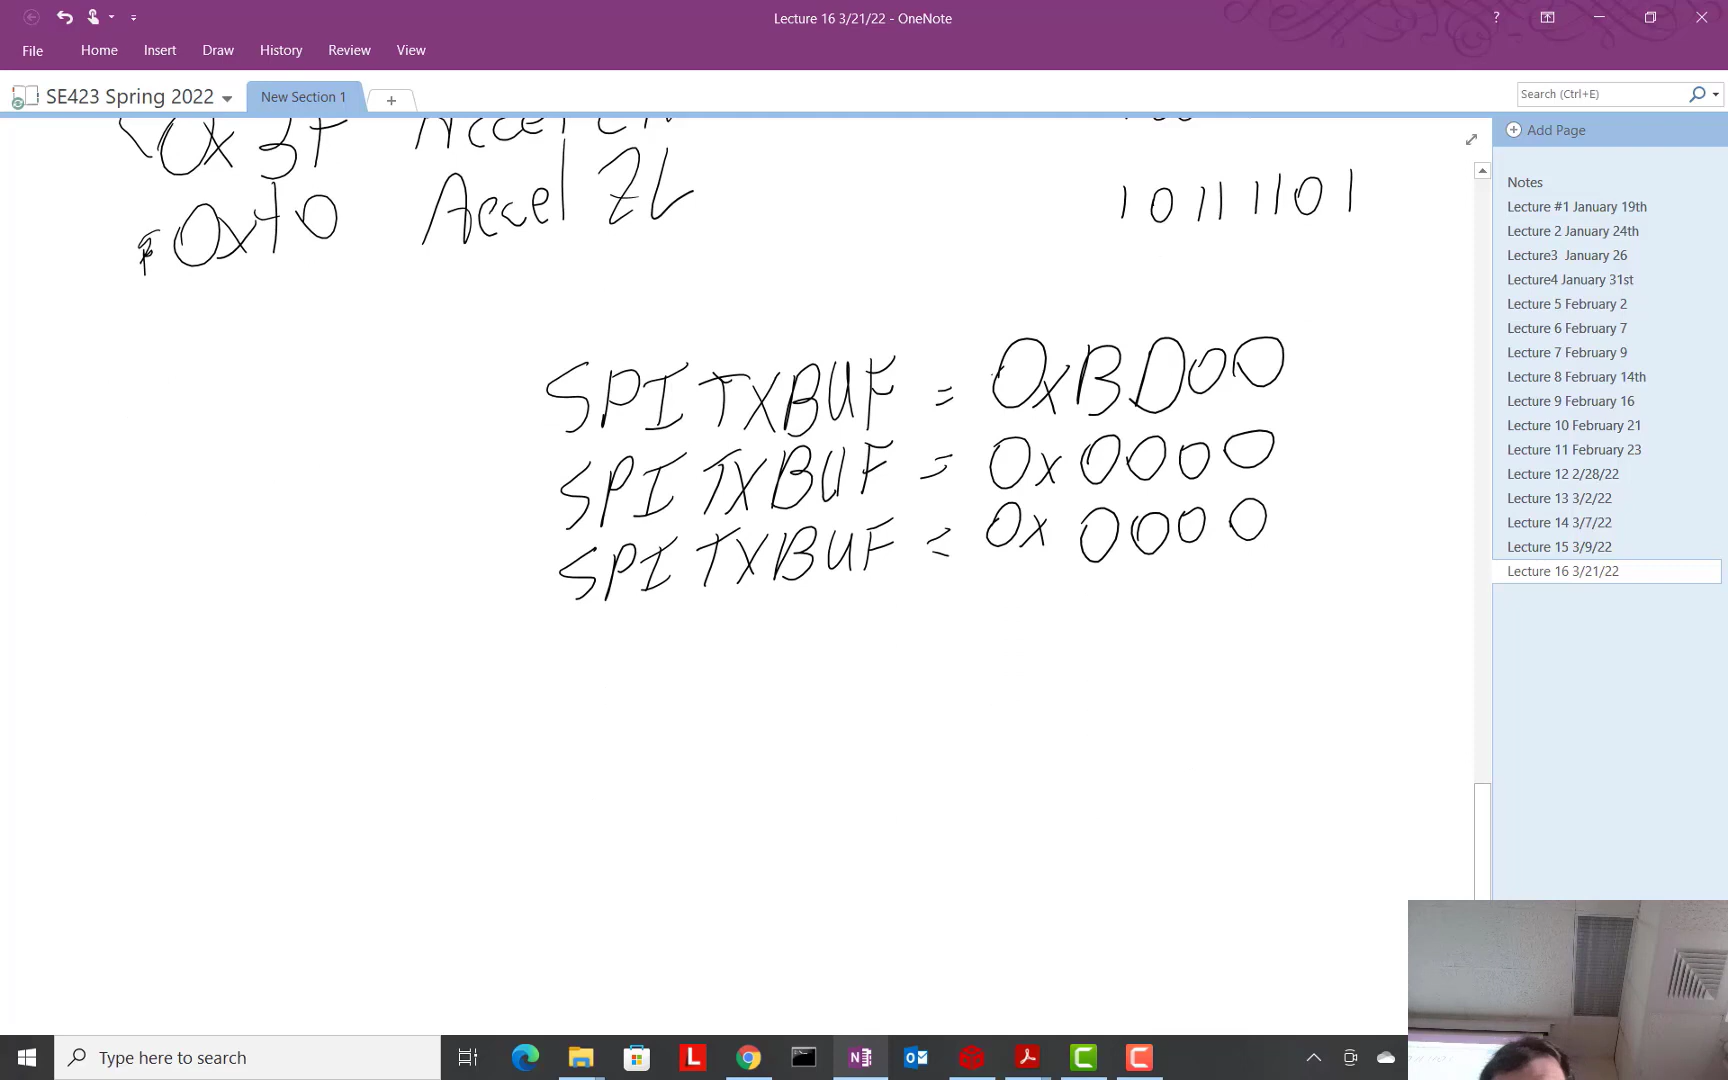 Lecture 16 3/21/22 - OneNote
?
File Home Insert Draw History Review View
SE423 Spring 2022
New Section 1
+
Search (Ctrl+E)
Add Page
Notes
Lecture #1 January 19th
Lecture 2 January 24th
Lecture3 January 26
Lecture4 January 31st
Lecture 5 February 2
Lecture 6 February 7
Lecture 7 February 9
Lecture 8 February 14th
Lecture 9 February 16
Lecture 10 February 21
Lecture 11 February 23
Lecture 12 2/28/22
Lecture 13 3/2/22
Lecture 14 3/7/22
Lecture 15 3/9/22
Lecture 16 3/21/22
0x3F Accel ZH
0x40 Accel ZL
10111101
SPITXBUF = 0xBD00
SPITXBUF = 0x0000
SPITXBUF = 0x0000
Type here to search